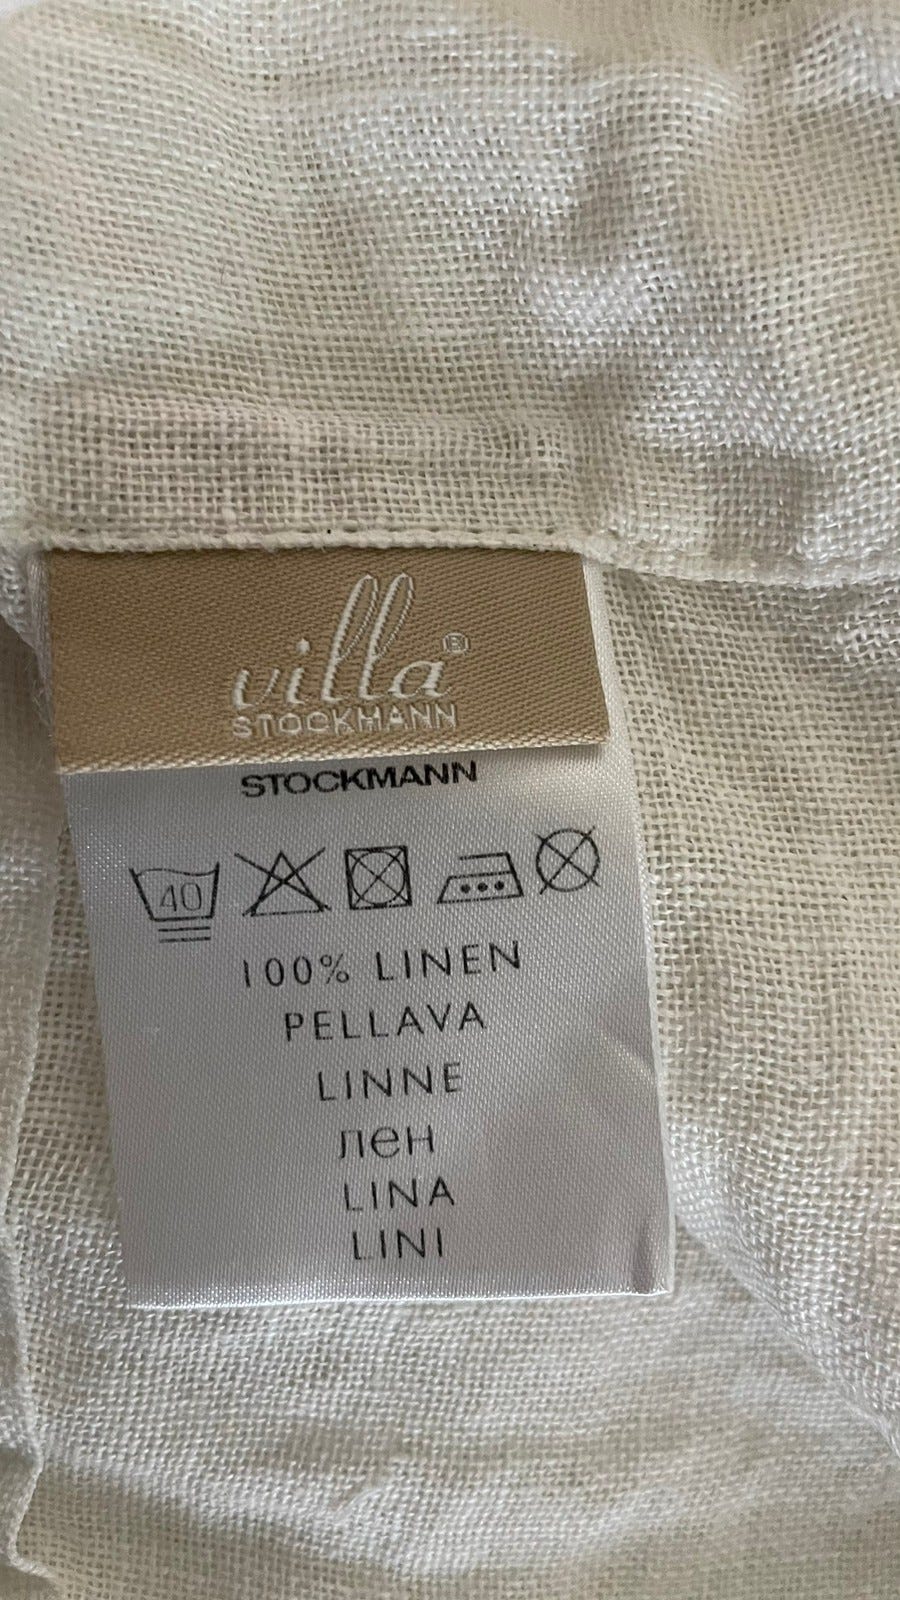 villa®
STOCKMANN
STOCKMANN
40
100% LINEN
PELLAVA
LINNE
лен
LINA
LINI